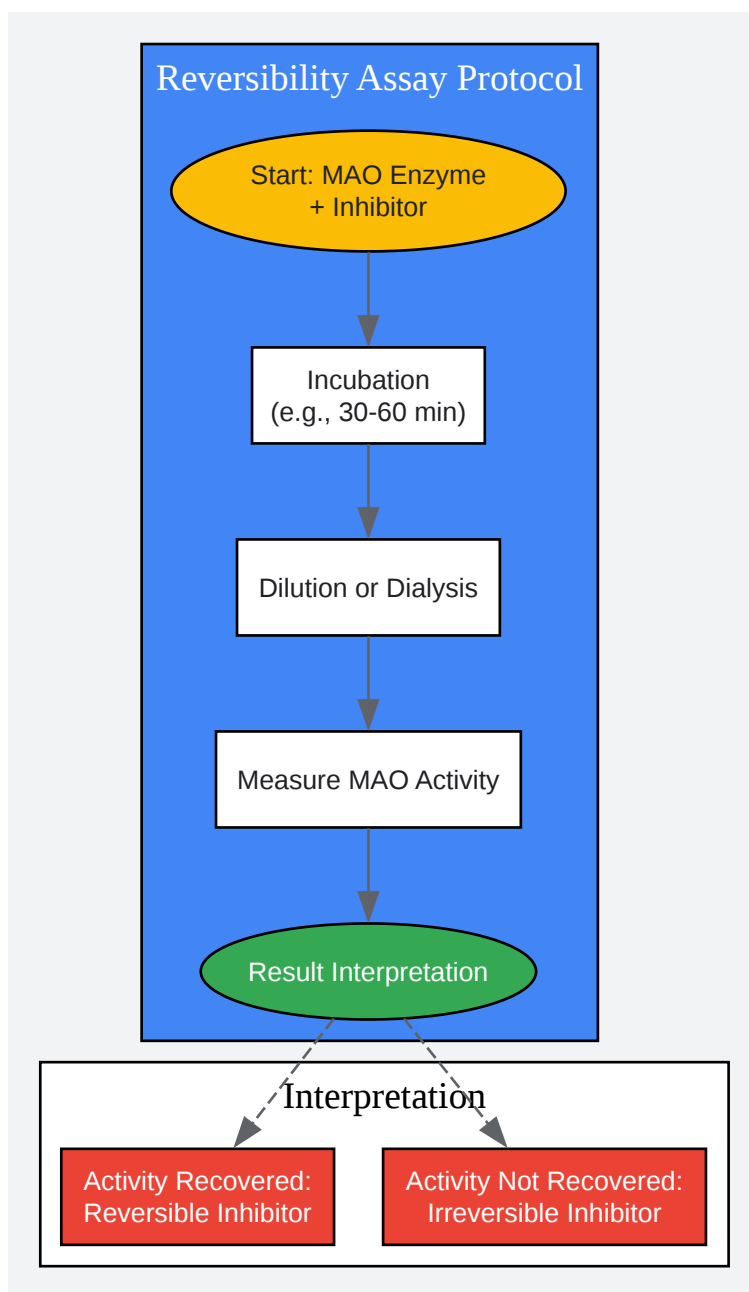 Reversibility Assay Protocol
Start: MAO Enzyme
+ Inhibitor
Incubation
(e.g., 30-60 min)
Dilution or Dialysis
Measure MAO Activity
Result Interpretation
Interpretation
Activity Recovered:
Reversible Inhibitor
Activity Not Recovered:
Irreversible Inhibitor